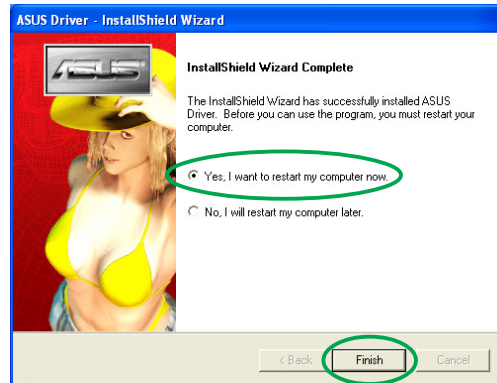 ASUS Driver - InstallShield Wizard
ASUS
InstallShield Wizard Complete
The InstallShield Wizard has successfully installed ASUS
Driver. Before you can use the program, you must restart your
computer.
Yes, I want to restart my computer now.
No, I will restart my computer later.
< Back Finish Cancel